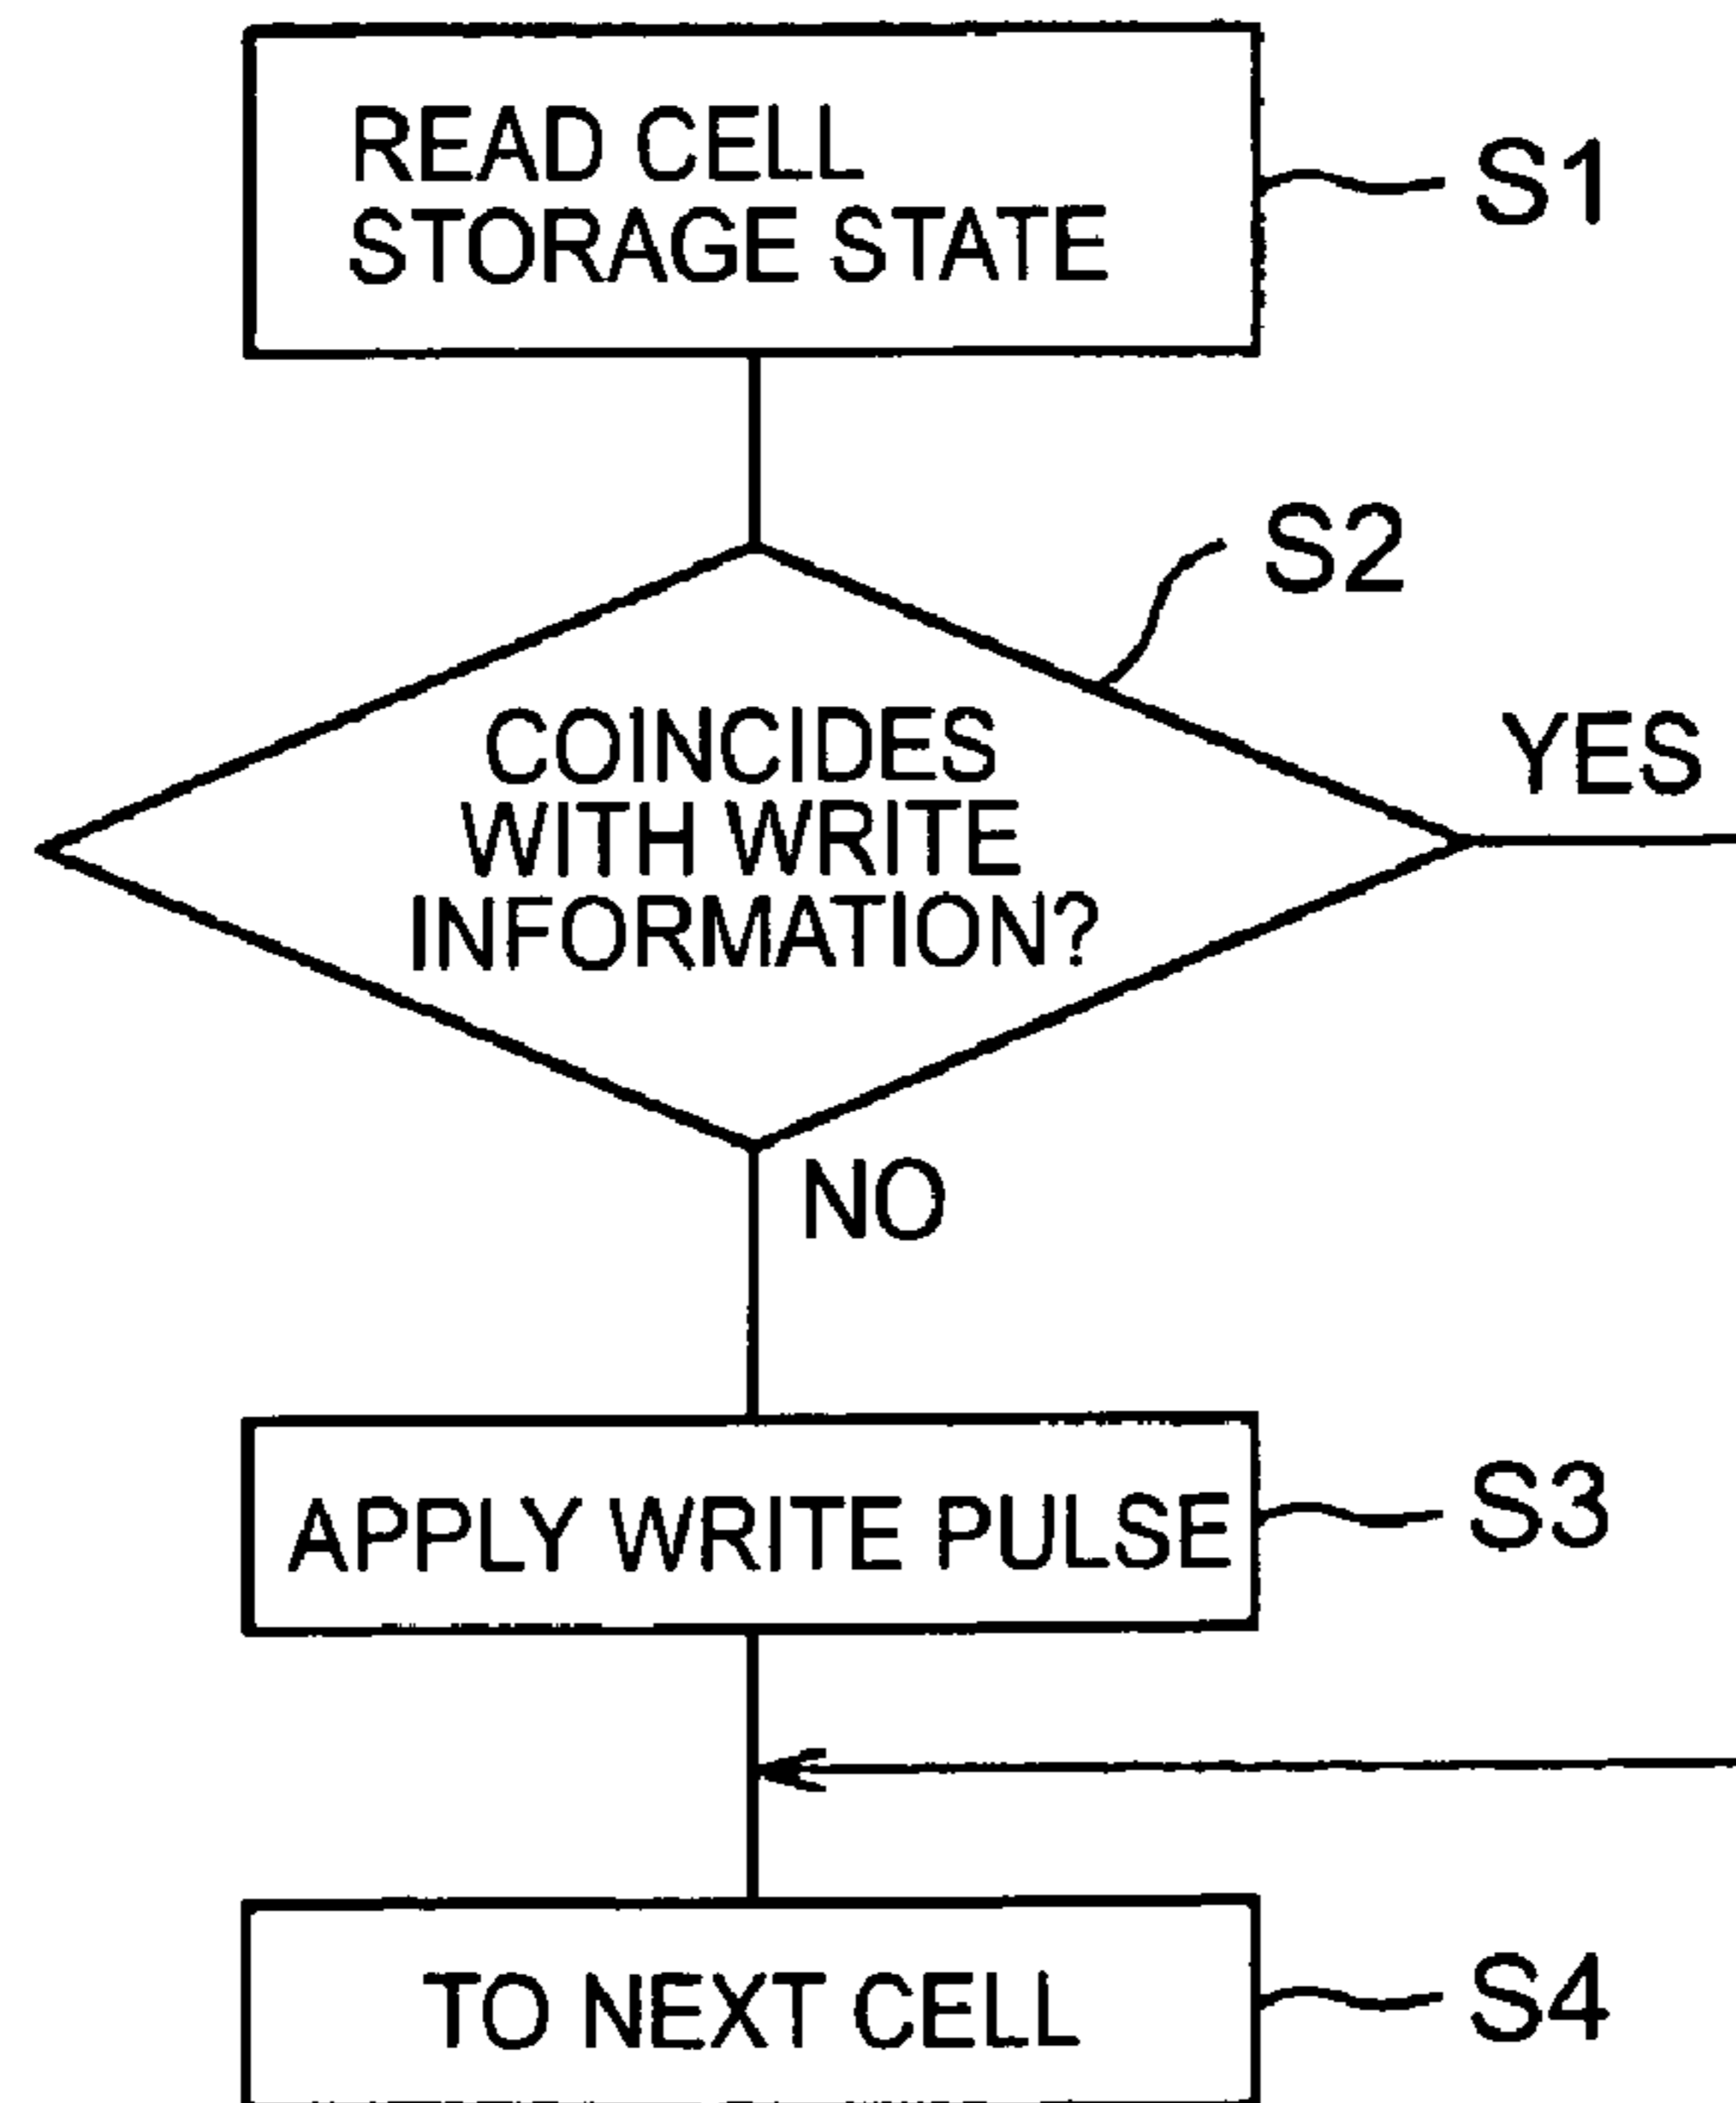 READ CELL
STORAGE STATE
S1
S2
COINCIDES
WITH WRITE
INFORMATION?
YES
NO
APPLY WRITE PULSE
S3
TO NEXT CELL
S4